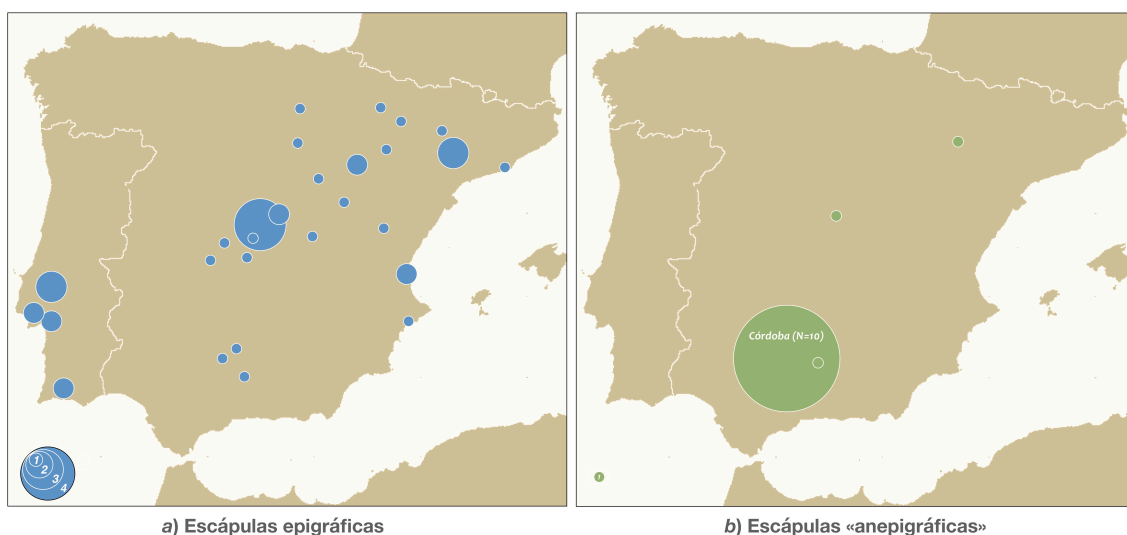 Córdoba (N=10)
1
2
3
4
1
a) Escápulas epigráficas
b) Escápulas «anepigráficas»